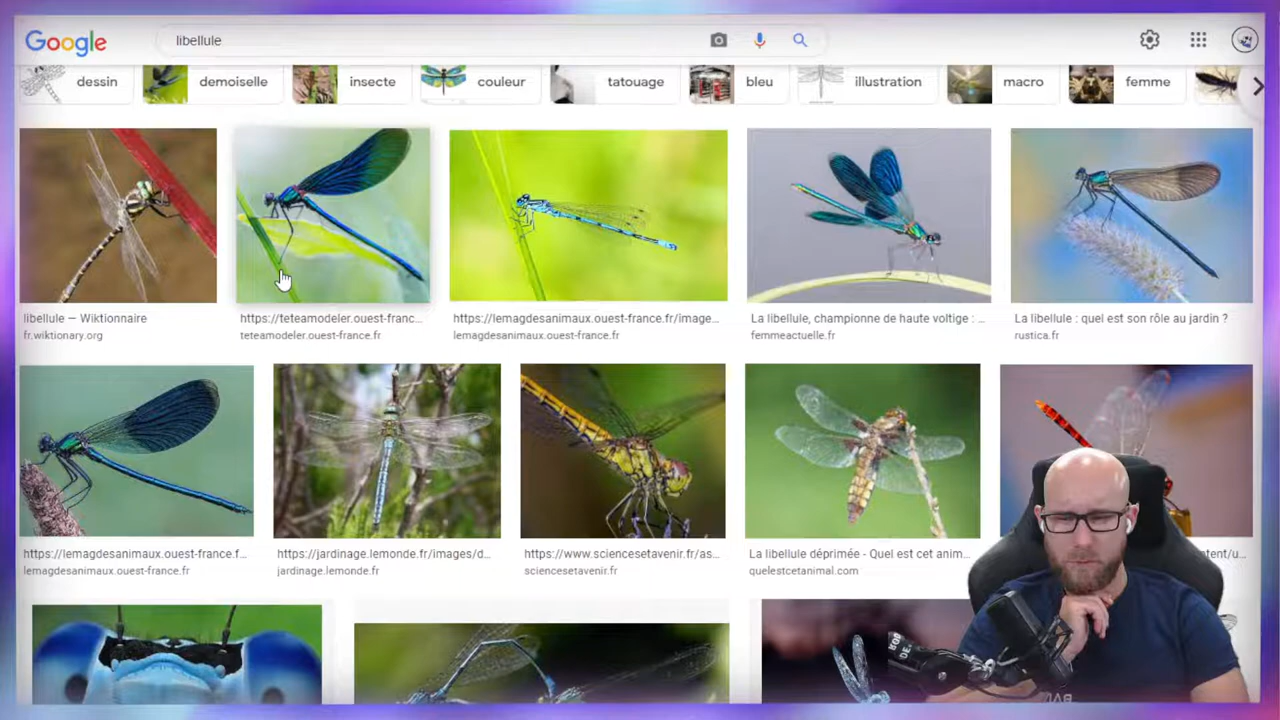 Google
libellule
dessin
demoiselle
insecte
couleur
tatouage
bleu
illustration
macro
femme
libellule — Wiktionnaire
fr.wiktionary.org
https://teteamodeler.ouest-franc...
teteamodeler.ouest-france.fr
https://lemagdesanimaux.ouest-france.fr/image...
lemagdesanimaux.ouest-france.fr
La libellule, championne de haute voltige : ...
femmeactuelle.fr
La libellule : quel est son rôle au jardin ?
rustica.fr
https://lemagdesanimaux.ouest-france.f...
lemagdesanimaux.ouest-france.fr
https://jardinage.lemonde.fr/images/d...
jardinage.lemonde.fr
https://www.sciencesetavenir.fr/as...
sciencesetavenir.fr
La libellule déprimée - Quel est cet anim...
quelestcetanimal.com